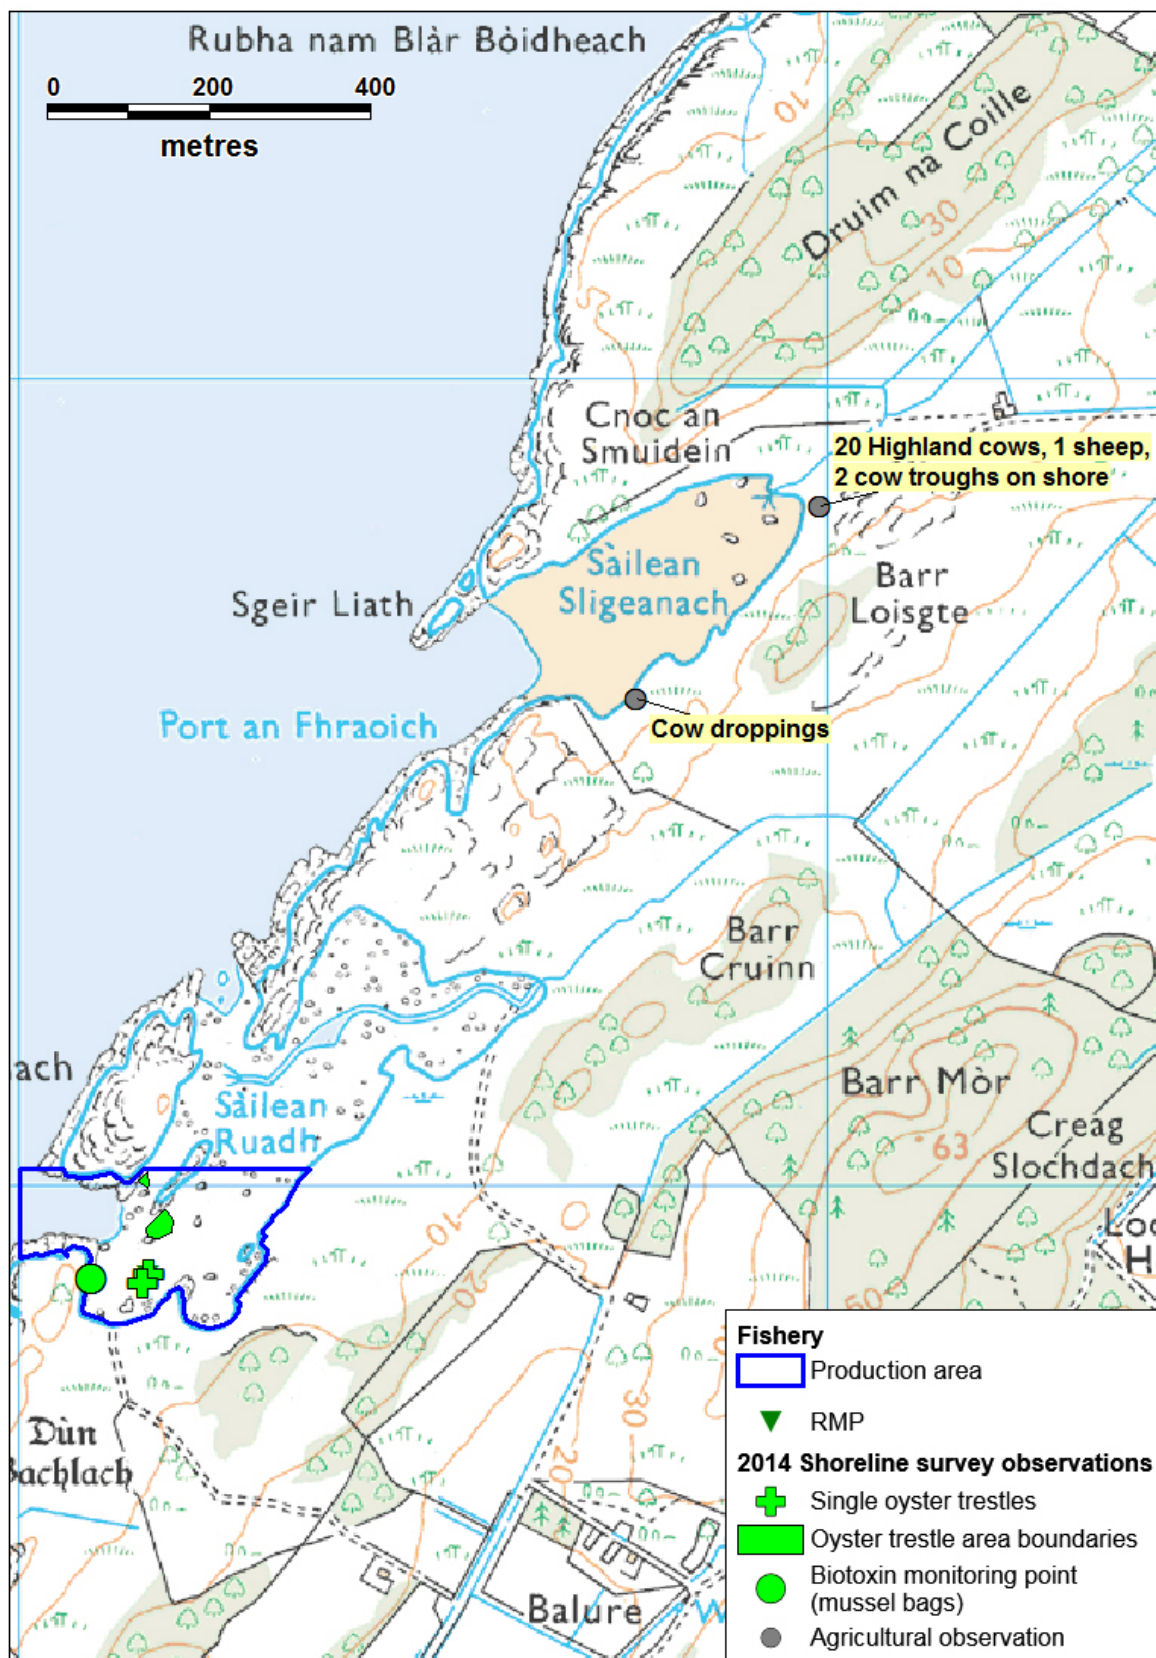 Rubha nam Blàr Bòidheach
0 200 400
metres
10
Druim na Coille
30
10
5
Cnoc an
Smuidein
20 Highland cows, 1 sheep,
2 cow troughs on shore
Sàilean
Sligeanach
Barr
Loisgte
Sgeir Liath
Port an Fhraoich
Cow droppings
Barr
Cruinn
ach
Sàilean
Ruadh
Barr Mòr
63
Creag
Slochdach
Loc
H
10
20
50
30
20
Dùn
Bachlach
Balure
W
Fishery
Production area
RMP
2014 Shoreline survey observations
Single oyster trestles
Oyster trestle area boundaries
Biotoxin monitoring point
(mussel bags)
Agricultural observation